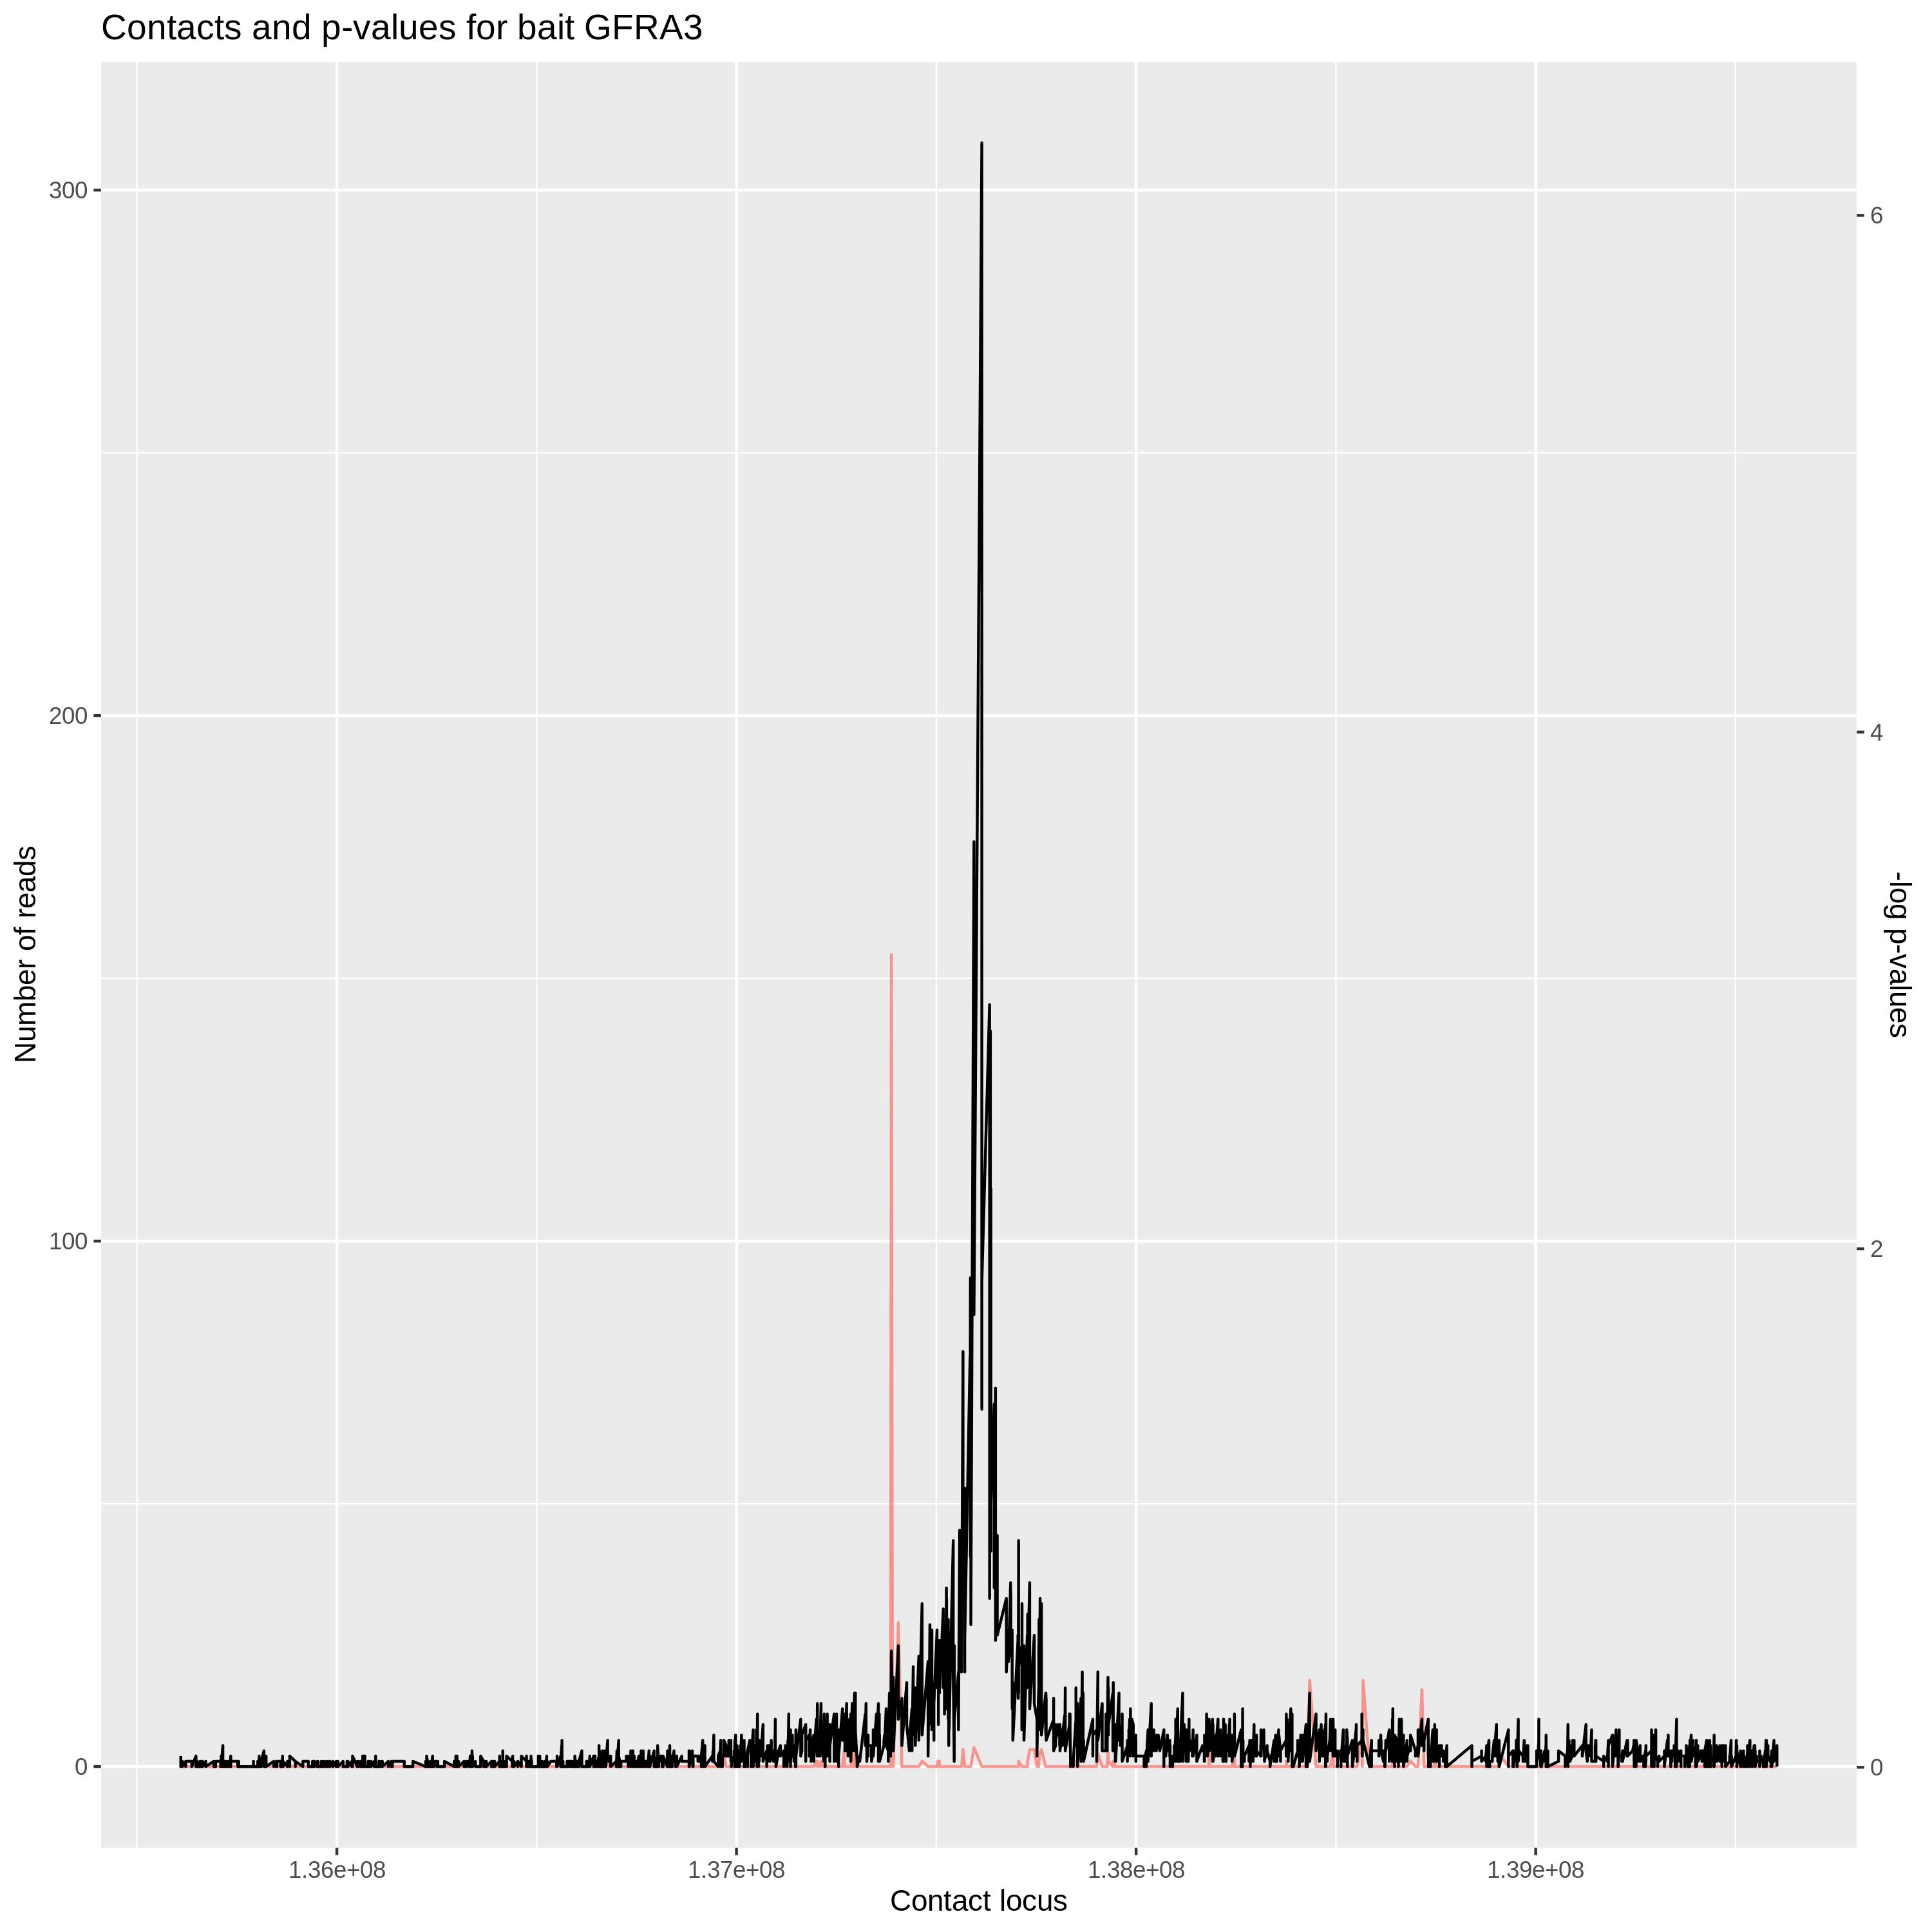 Contacts and p-values for bait GFRA3
300
200
100
0
6
4
2
0
Number of reads
-log p-values
1.36e+08
1.37e+08
1.38e+08
1.39e+08
Contact locus